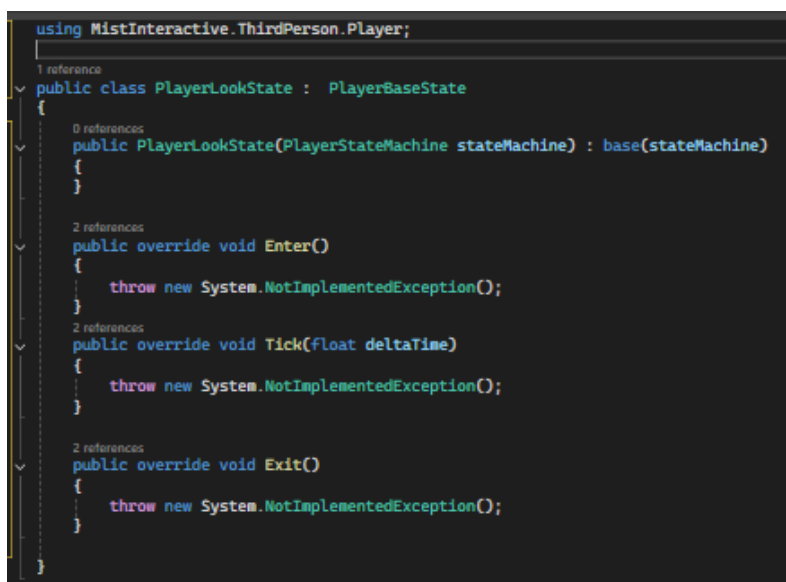 using MistInteractive.ThirdPerson.Player;
1 reference
public class PlayerLookState :  PlayerBaseState
{
0 references
public PlayerLookState(PlayerStateMachine stateMachine) : base(stateMachine)
{
}
2 references
public override void Enter()
{
throw new System.NotImplementedException();
}
2 references
public override void Tick(float deltaTime)
{
throw new System.NotImplementedException();
}
2 references
public override void Exit()
{
throw new System.NotImplementedException();
}
}